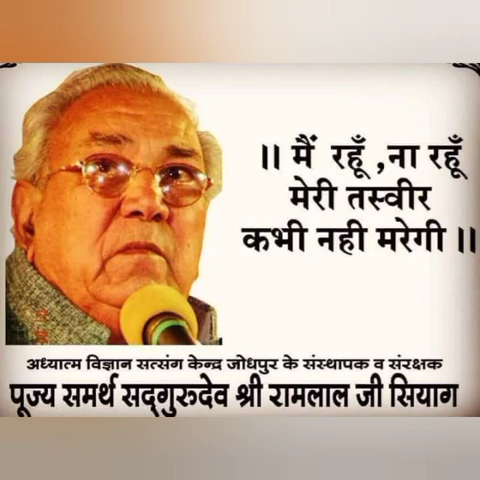 ।। मैं रहूँ ,ना रहूँ
मेरी तस्वीर
कभी नही मरेगी ।।
अध्यात्म विज्ञान सत्संग केन्द्र जोधपुर के संस्थापक व संरक्षक
पूज्य समर्थ सद्‌गुरुदेव श्री रामलाल जी सियाग